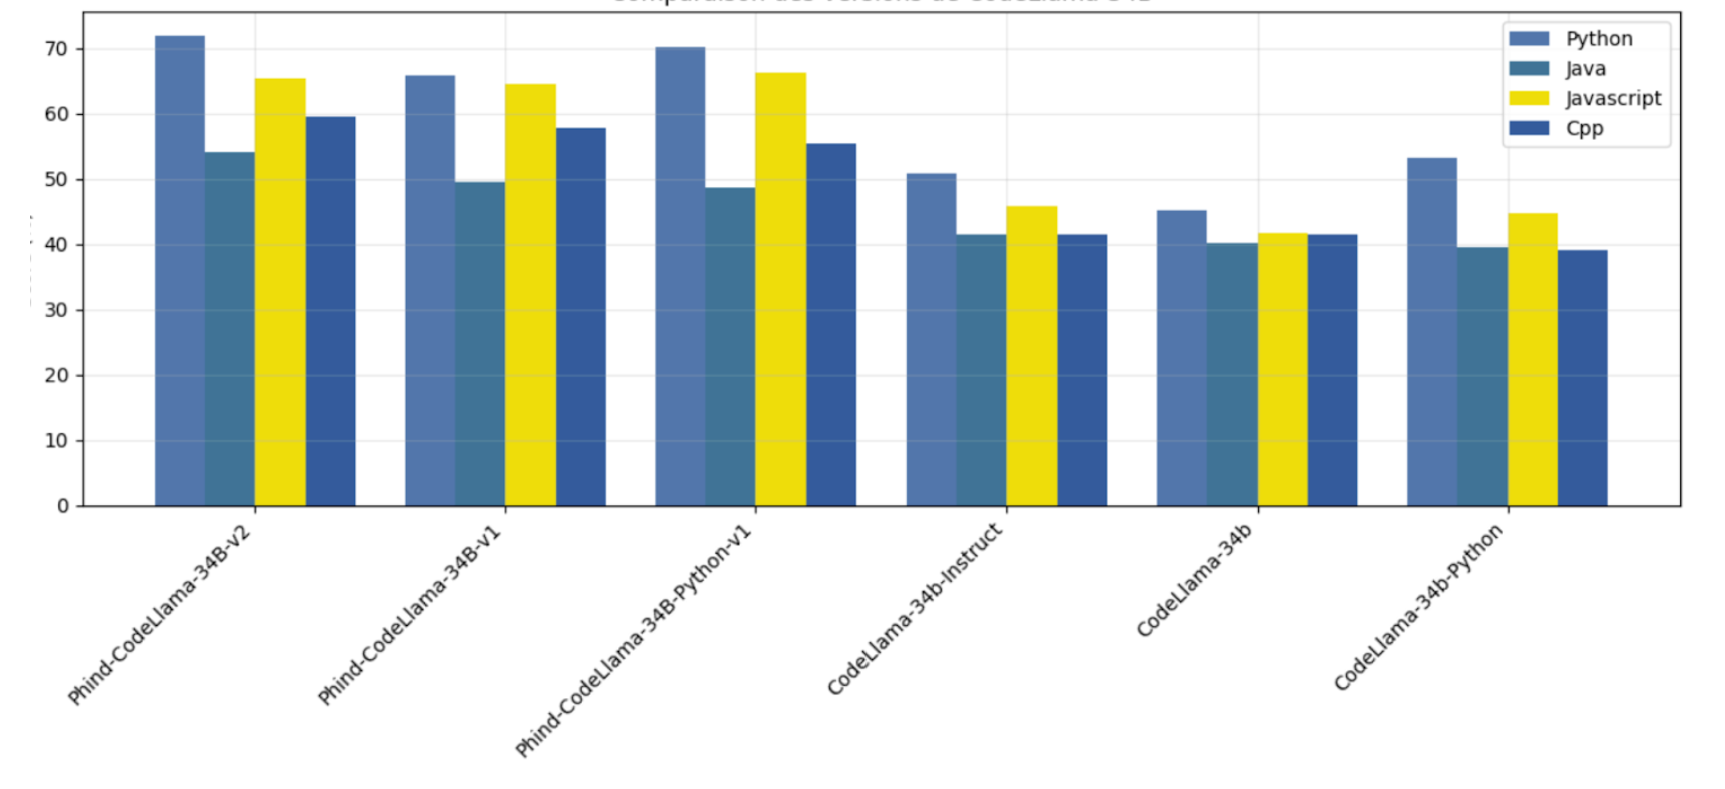 70
60
50
40
30
20
10
0
Python
Java
Javascript
Cpp
Phind-CodeLlama-34B-v2
Phind-CodeLlama-34B-v1
Phind-CodeLlama-34B-Python-v1
CodeLlama-34b-Instruct
CodeLlama-34b
CodeLlama-34b-Python